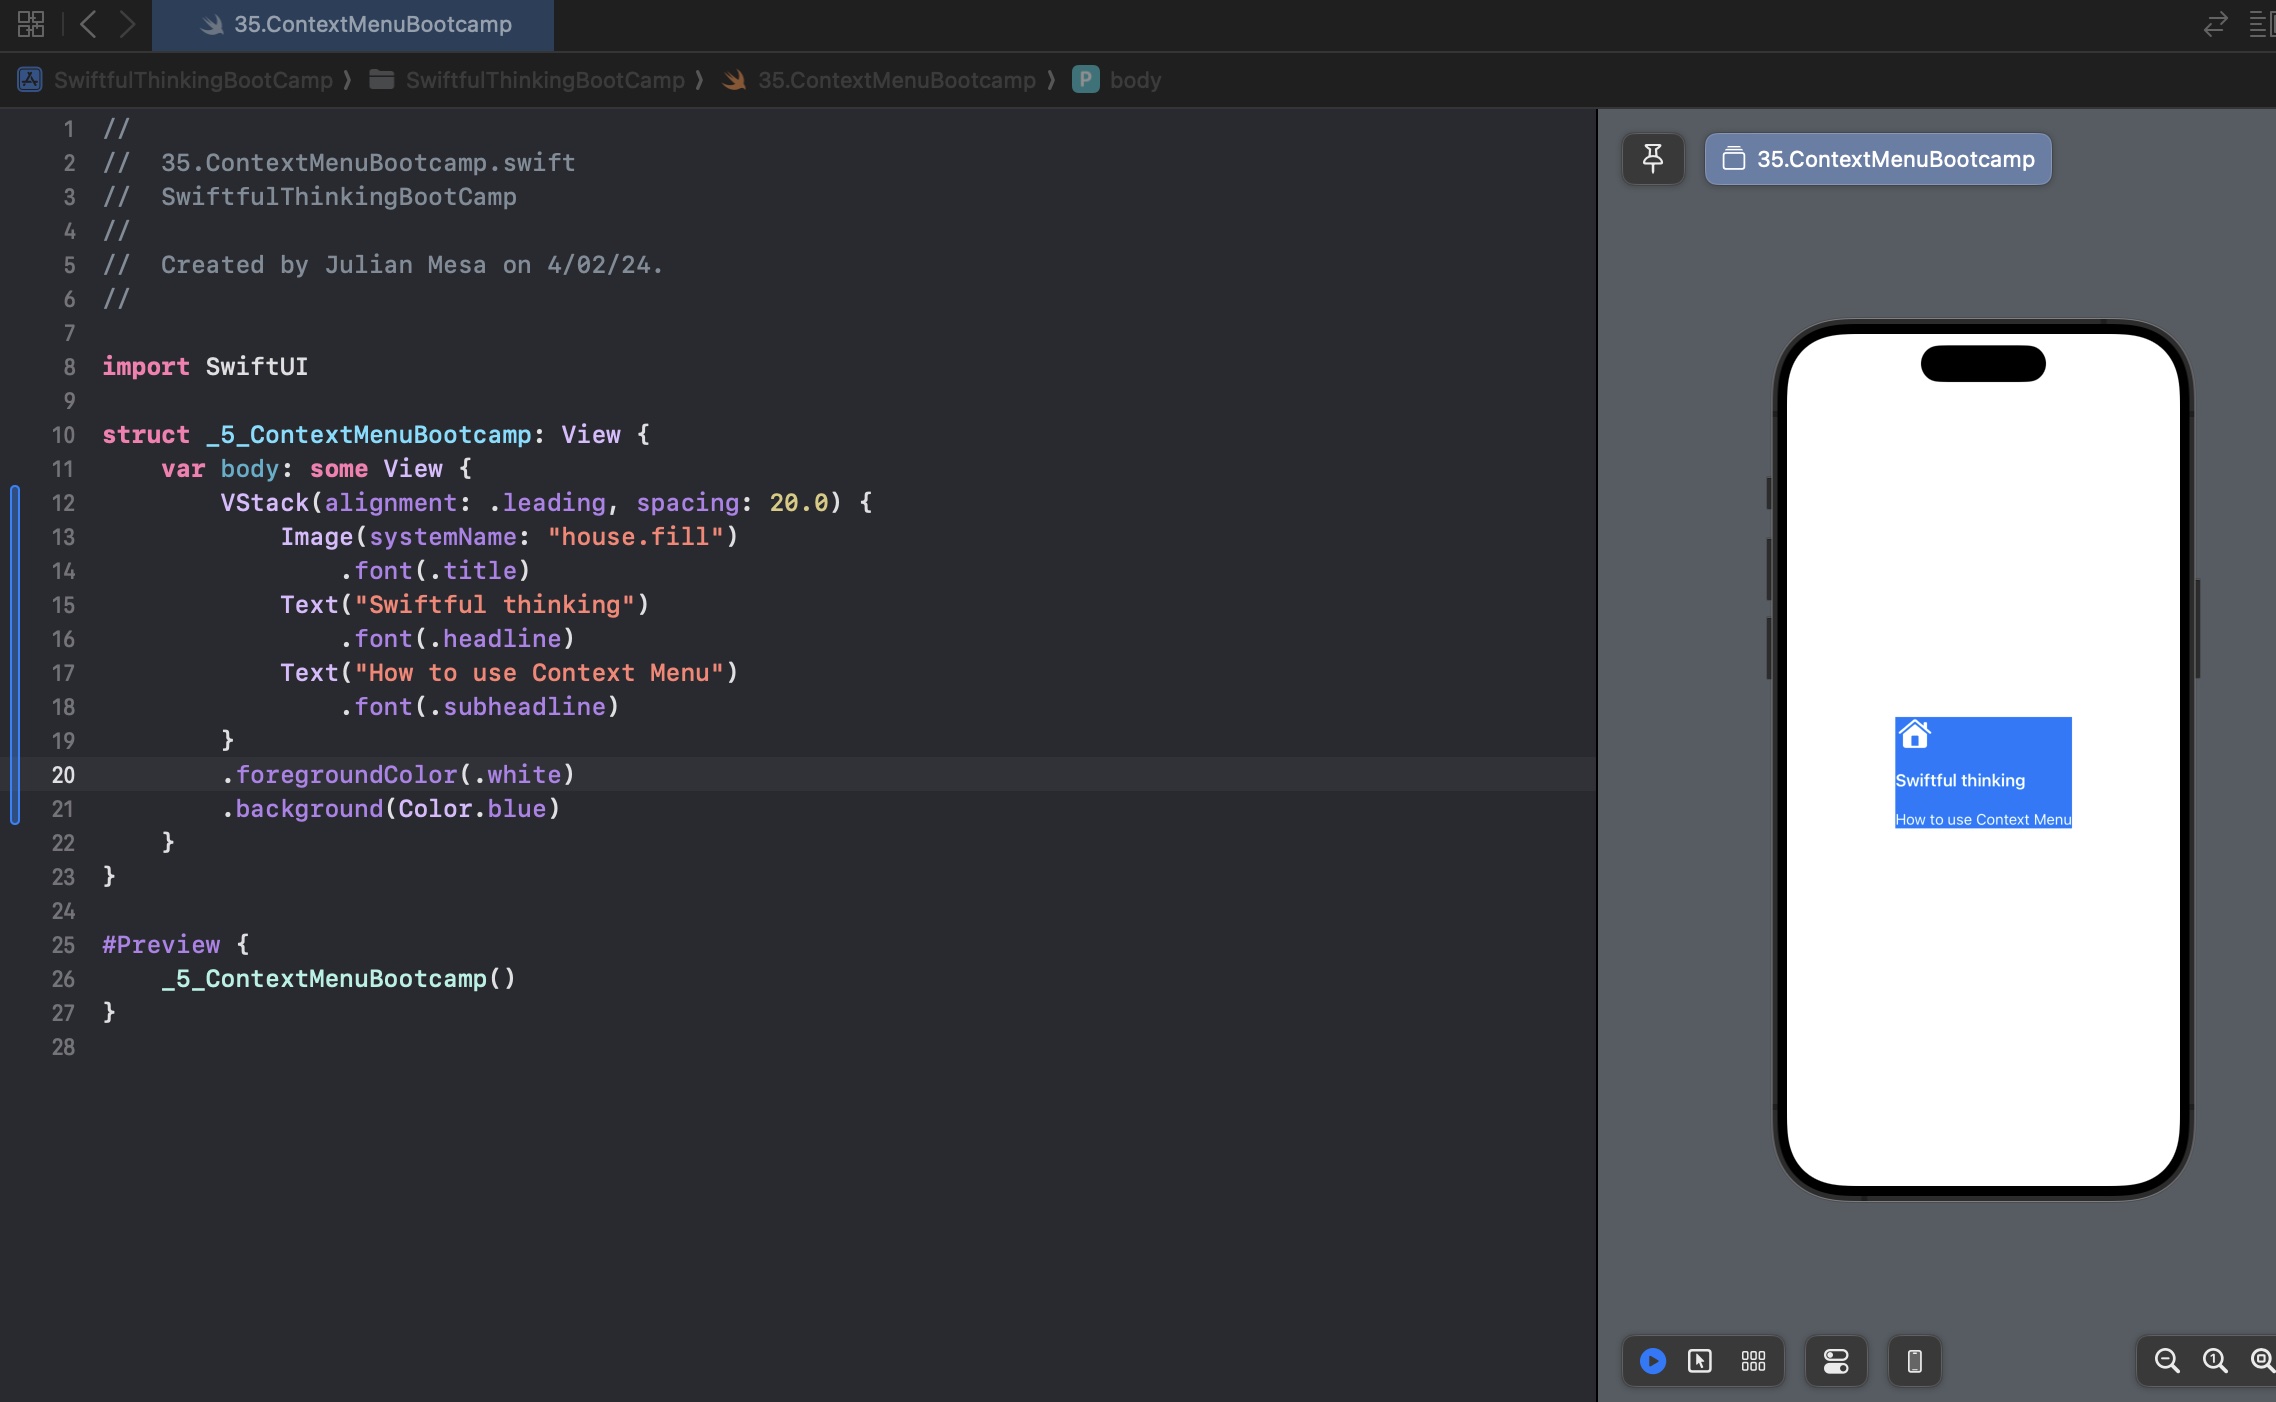 35.ContextMenuBootcamp
SwiftfulThinkingBootCamp ⟩ SwiftfulThinkingBootCamp ⟩ 35.ContextMenuBootcamp ⟩ P body
1 //
2 //  35.ContextMenuBootcamp.swift
3 //  SwiftfulThinkingBootCamp
4 //
5 //  Created by Julian Mesa on 4/02/24.
6 //
7
8 import SwiftUI
9
10 struct _5_ContextMenuBootcamp: View {
11     var body: some View {
12         VStack(alignment: .leading, spacing: 20.0) {
13             Image(systemName: "house.fill")
14                 .font(.title)
15             Text("Swiftful thinking")
16                 .font(.headline)
17             Text("How to use Context Menu")
18                 .font(.subheadline)
19         }
20         .foregroundColor(.white)
21         .background(Color.blue)
22     }
23 }
24
25 #Preview {
26     _5_ContextMenuBootcamp()
27 }
28
35.ContextMenuBootcamp
Swiftful thinking
How to use Context Menu